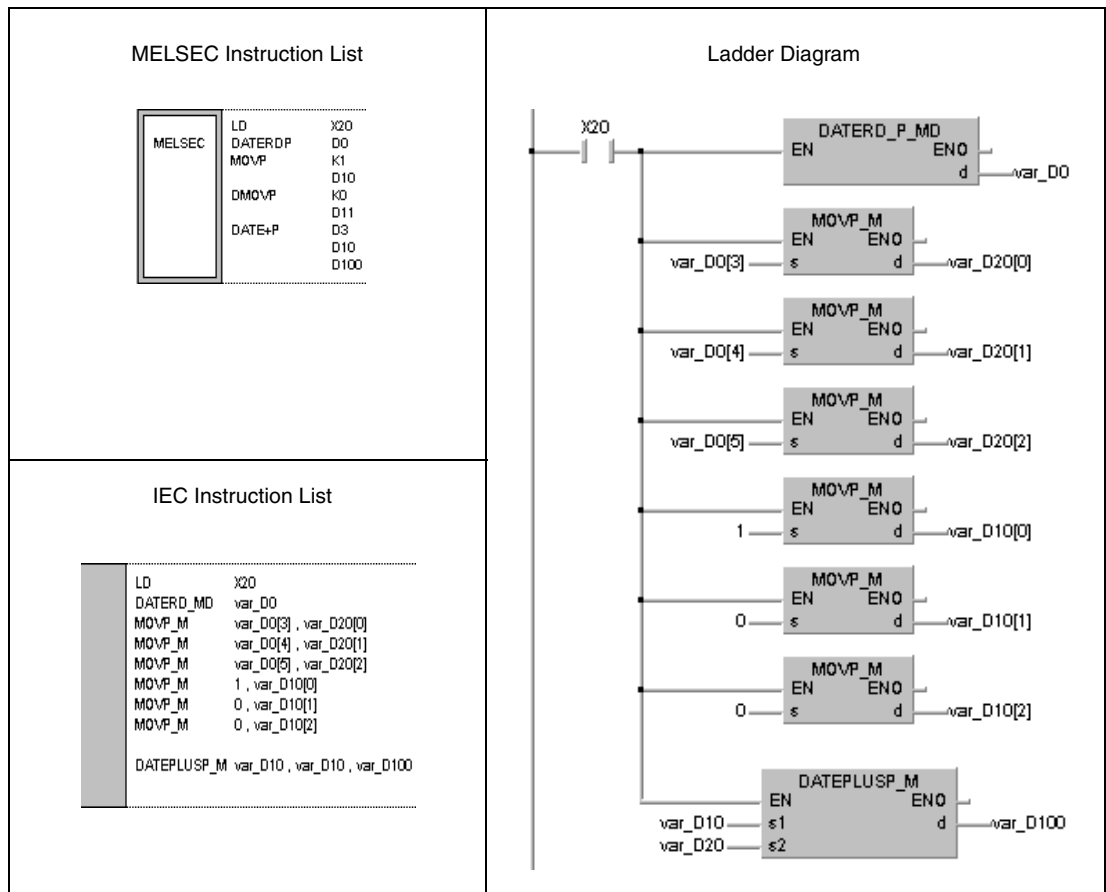 MELSEC Instruction List
MELSEC
LD X20
DATERDP D0
MOVP K1
D10
DMOVP K0
D11
DATE+P D3
D10
D100
IEC Instruction List
LD X20
DATERD_MD var_D0
MOVP_M var_D0[3] , var_D20[0]
MOVP_M var_D0[4] , var_D20[1]
MOVP_M var_D0[5] , var_D20[2]
MOVP_M 1 , var_D10[0]
MOVP_M 0 , var_D10[1]
MOVP_M 0 , var_D10[2]
DATEPLUSP_M var_D10 , var_D10 , var_D100
Ladder Diagram
X20
DATERD_P_MD
EN ENO
d var_D0
MOVP_M
EN ENO
var_D0[3] s d var_D20[0]
MOVP_M
EN ENO
var_D0[4] s d var_D20[1]
MOVP_M
EN ENO
var_D0[5] s d var_D20[2]
MOVP_M
EN ENO
1 s d var_D10[0]
MOVP_M
EN ENO
0 s d var_D10[1]
MOVP_M
EN ENO
0 s d var_D10[2]
DATEPLUSP_M
EN ENO
var_D10 s1 d var_D100
var_D20 s2